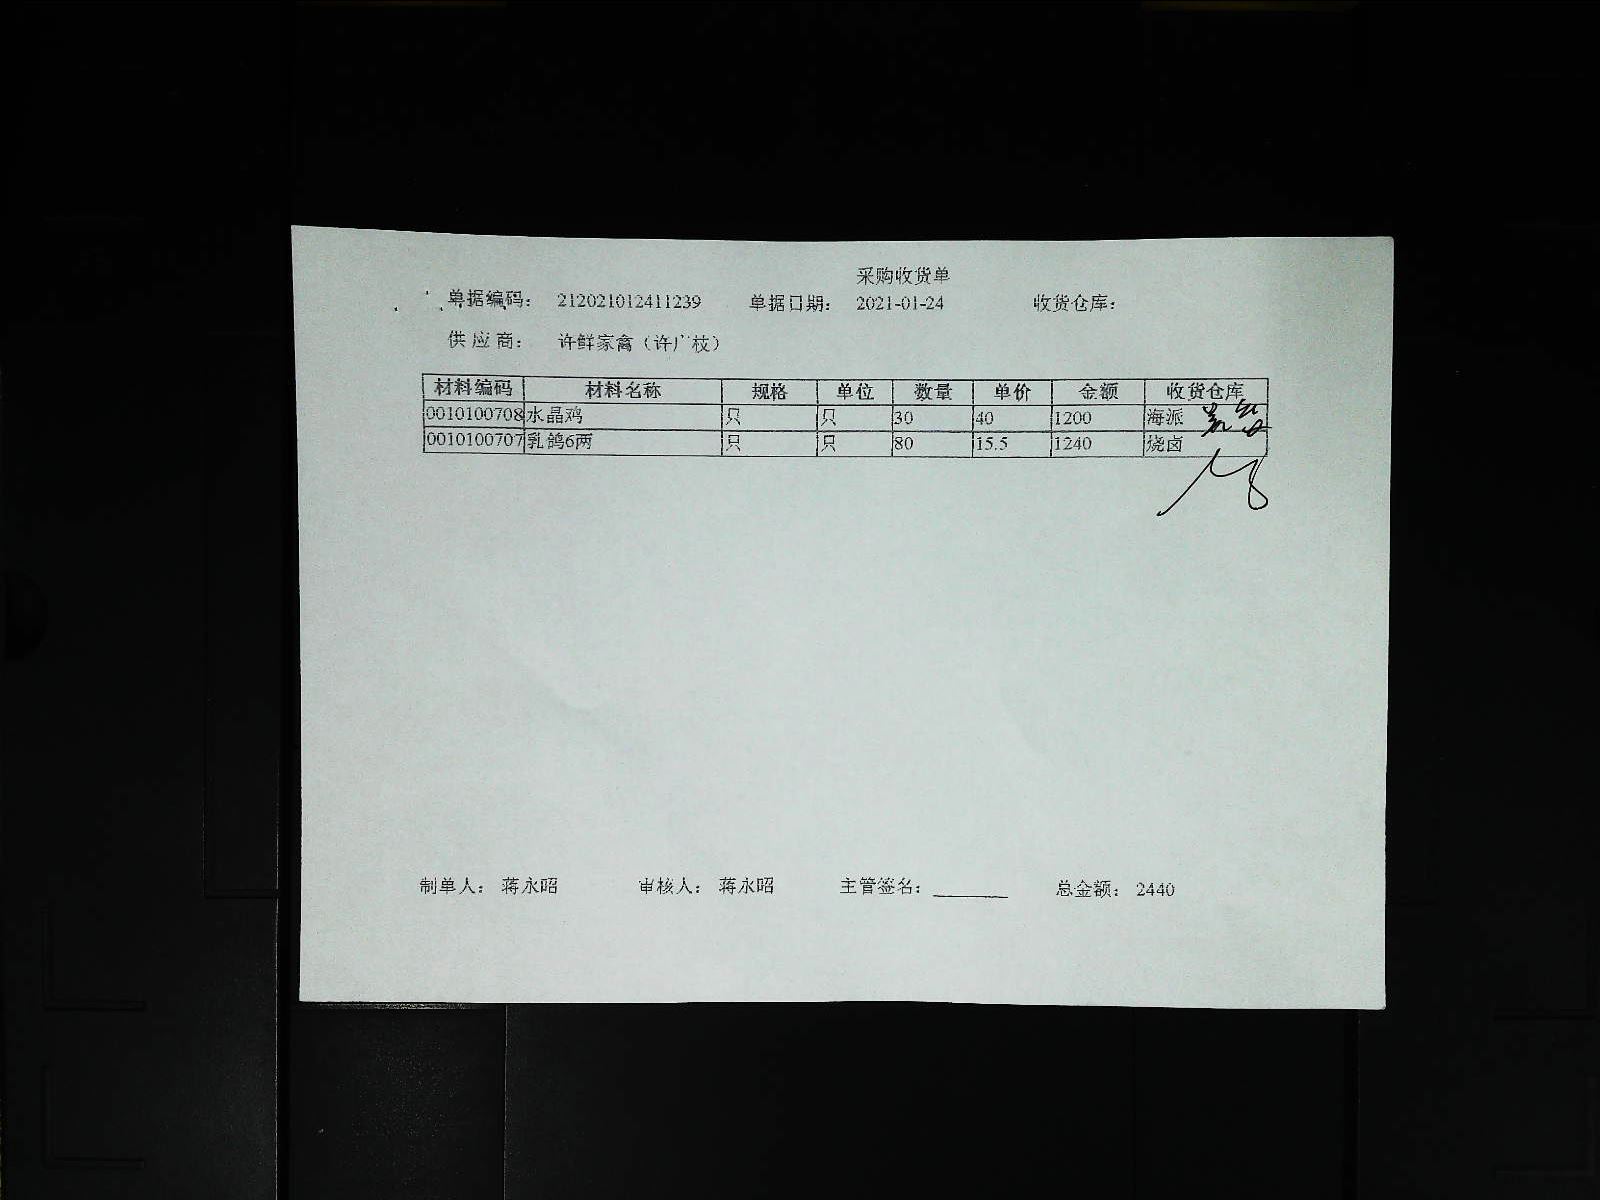 采购收货单
单据编码： 212021012411239 单据日期： 2021-01-24 收货仓库：
供应商： 许鲜家禽（许广枝）
材料编码 材料名称 规格 单位 数量 单价 金额 收货仓库
0010100708 水晶鸡 只 只 30 40 1200 海派
0010100707 乳鸽6两 只 只 80 15.5 1240 烧卤
制单人： 蒋永昭 审核人： 蒋永昭 主管签名： 总金额： 2440